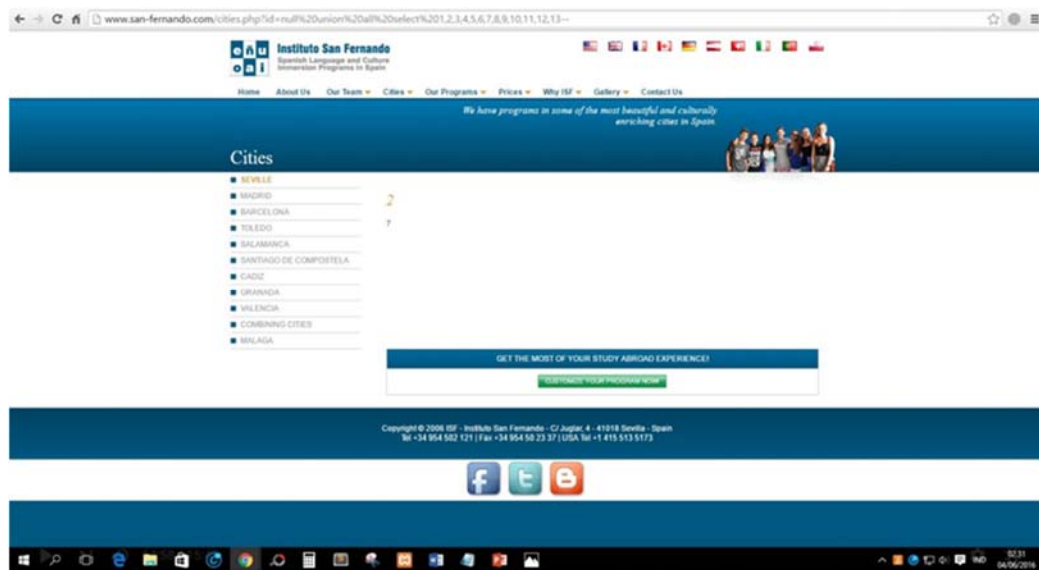 www.san-fernando.com/cities.php?id=null%20union%20all%20select%201,2,3,4,5,6,7,8,9,10,11,12,13--
eñu
oai
Instituto San Fernando
Spanish Language and Culture
Immersion Programs in Spain
Home About Us Our Team Cities Our Programs Prices Why ISF Gallery Contact Us
We have programs in some of the most beautiful and culturally
enriching cities in Spain.
Cities
SEVILLE
MADRID
BARCELONA
TOLEDO
SALAMANCA
SANTIAGO DE COMPOSTELA
CADIZ
GRANADA
VALENCIA
COMBINING CITIES
MALAGA
2
GET THE MOST OF YOUR STUDY ABROAD EXPERIENCE!
CUSTOMIZE YOUR PROGRAM NOW!
Copyright © 2006 ISF - Instituto San Fernando - C/ Juglar, 4 - 41018 Sevilla - Spain
Tel +34 954 502 121 | Fax +34 954 50 23 37 | USA Tel +1 415 513 5173
IND
02.31
04/06/2016